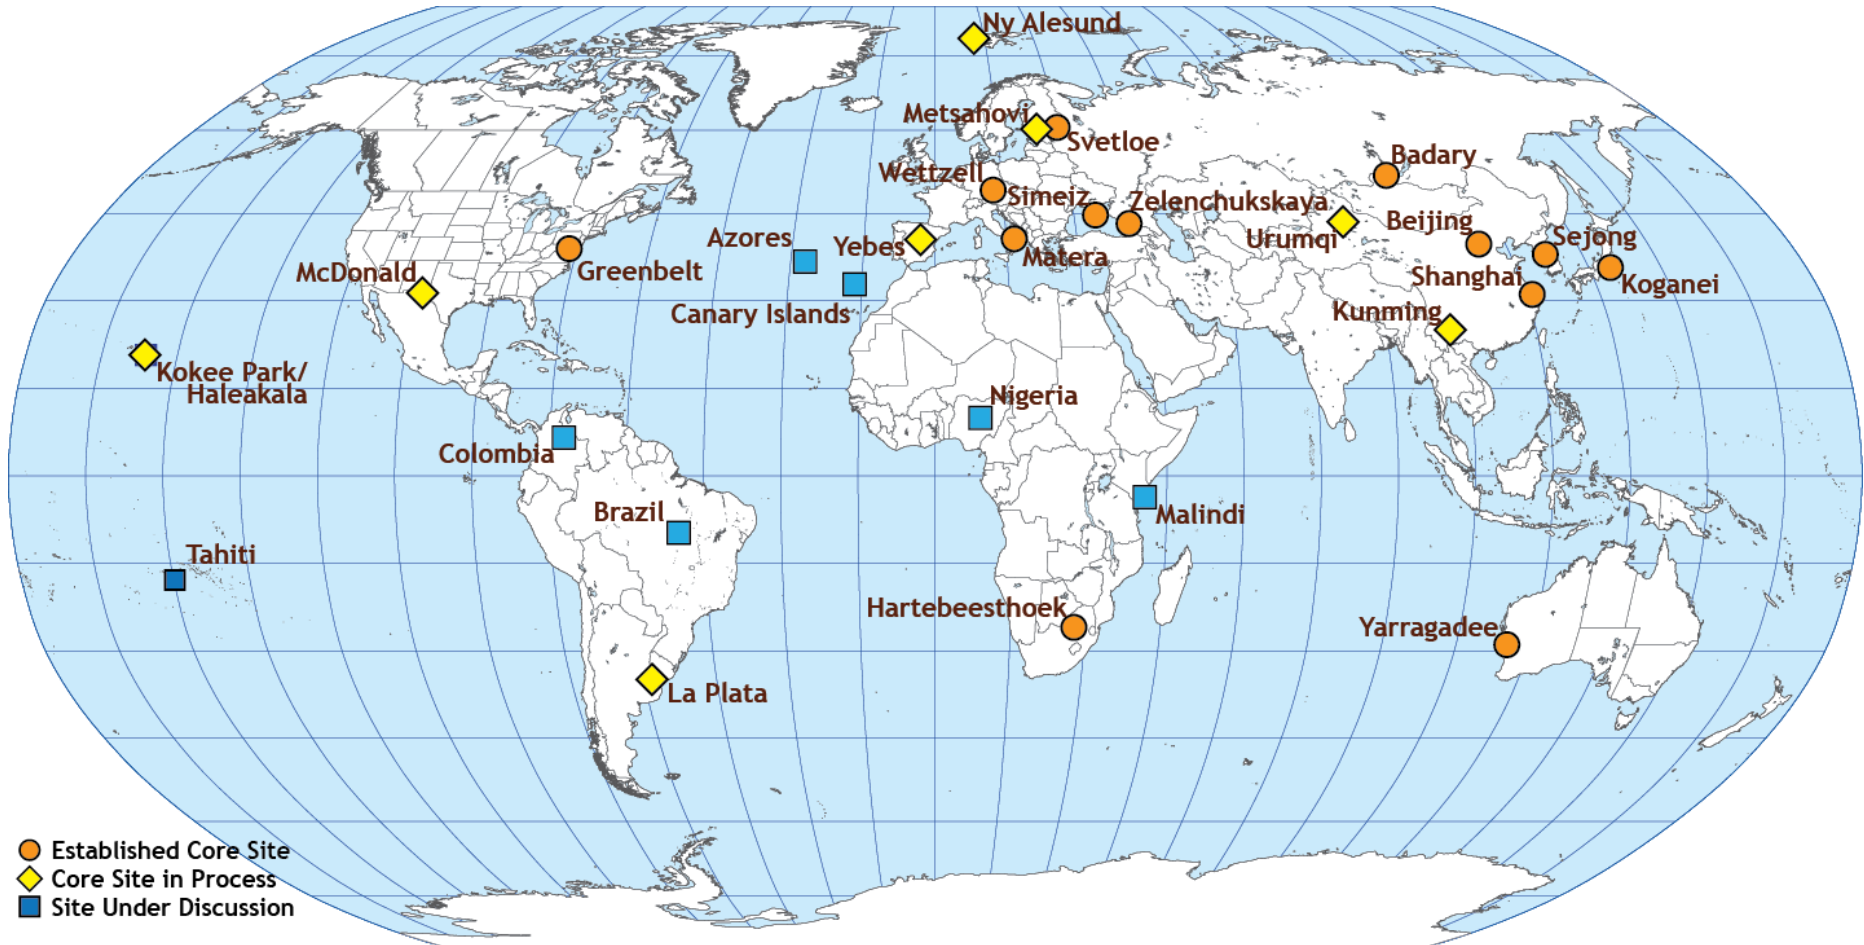 Ny Alesund
Metsahovi
Svetloe
Badary
Wettzell
Simeiz
Zelenchukskaya
Beijing
Azores
Yebes
Urumqi
Sejong
Matera
McDonald
Greenbelt
Shanghai
Koganei
Canary Islands
Kunming
Kokee Park/
Haleakala
Nigeria
Colombia
Brazil
Malindi
Tahiti
Hartebeesthoek
Yarragadee
La Plata
Established Core Site
Core Site in Process
Site Under Discussion